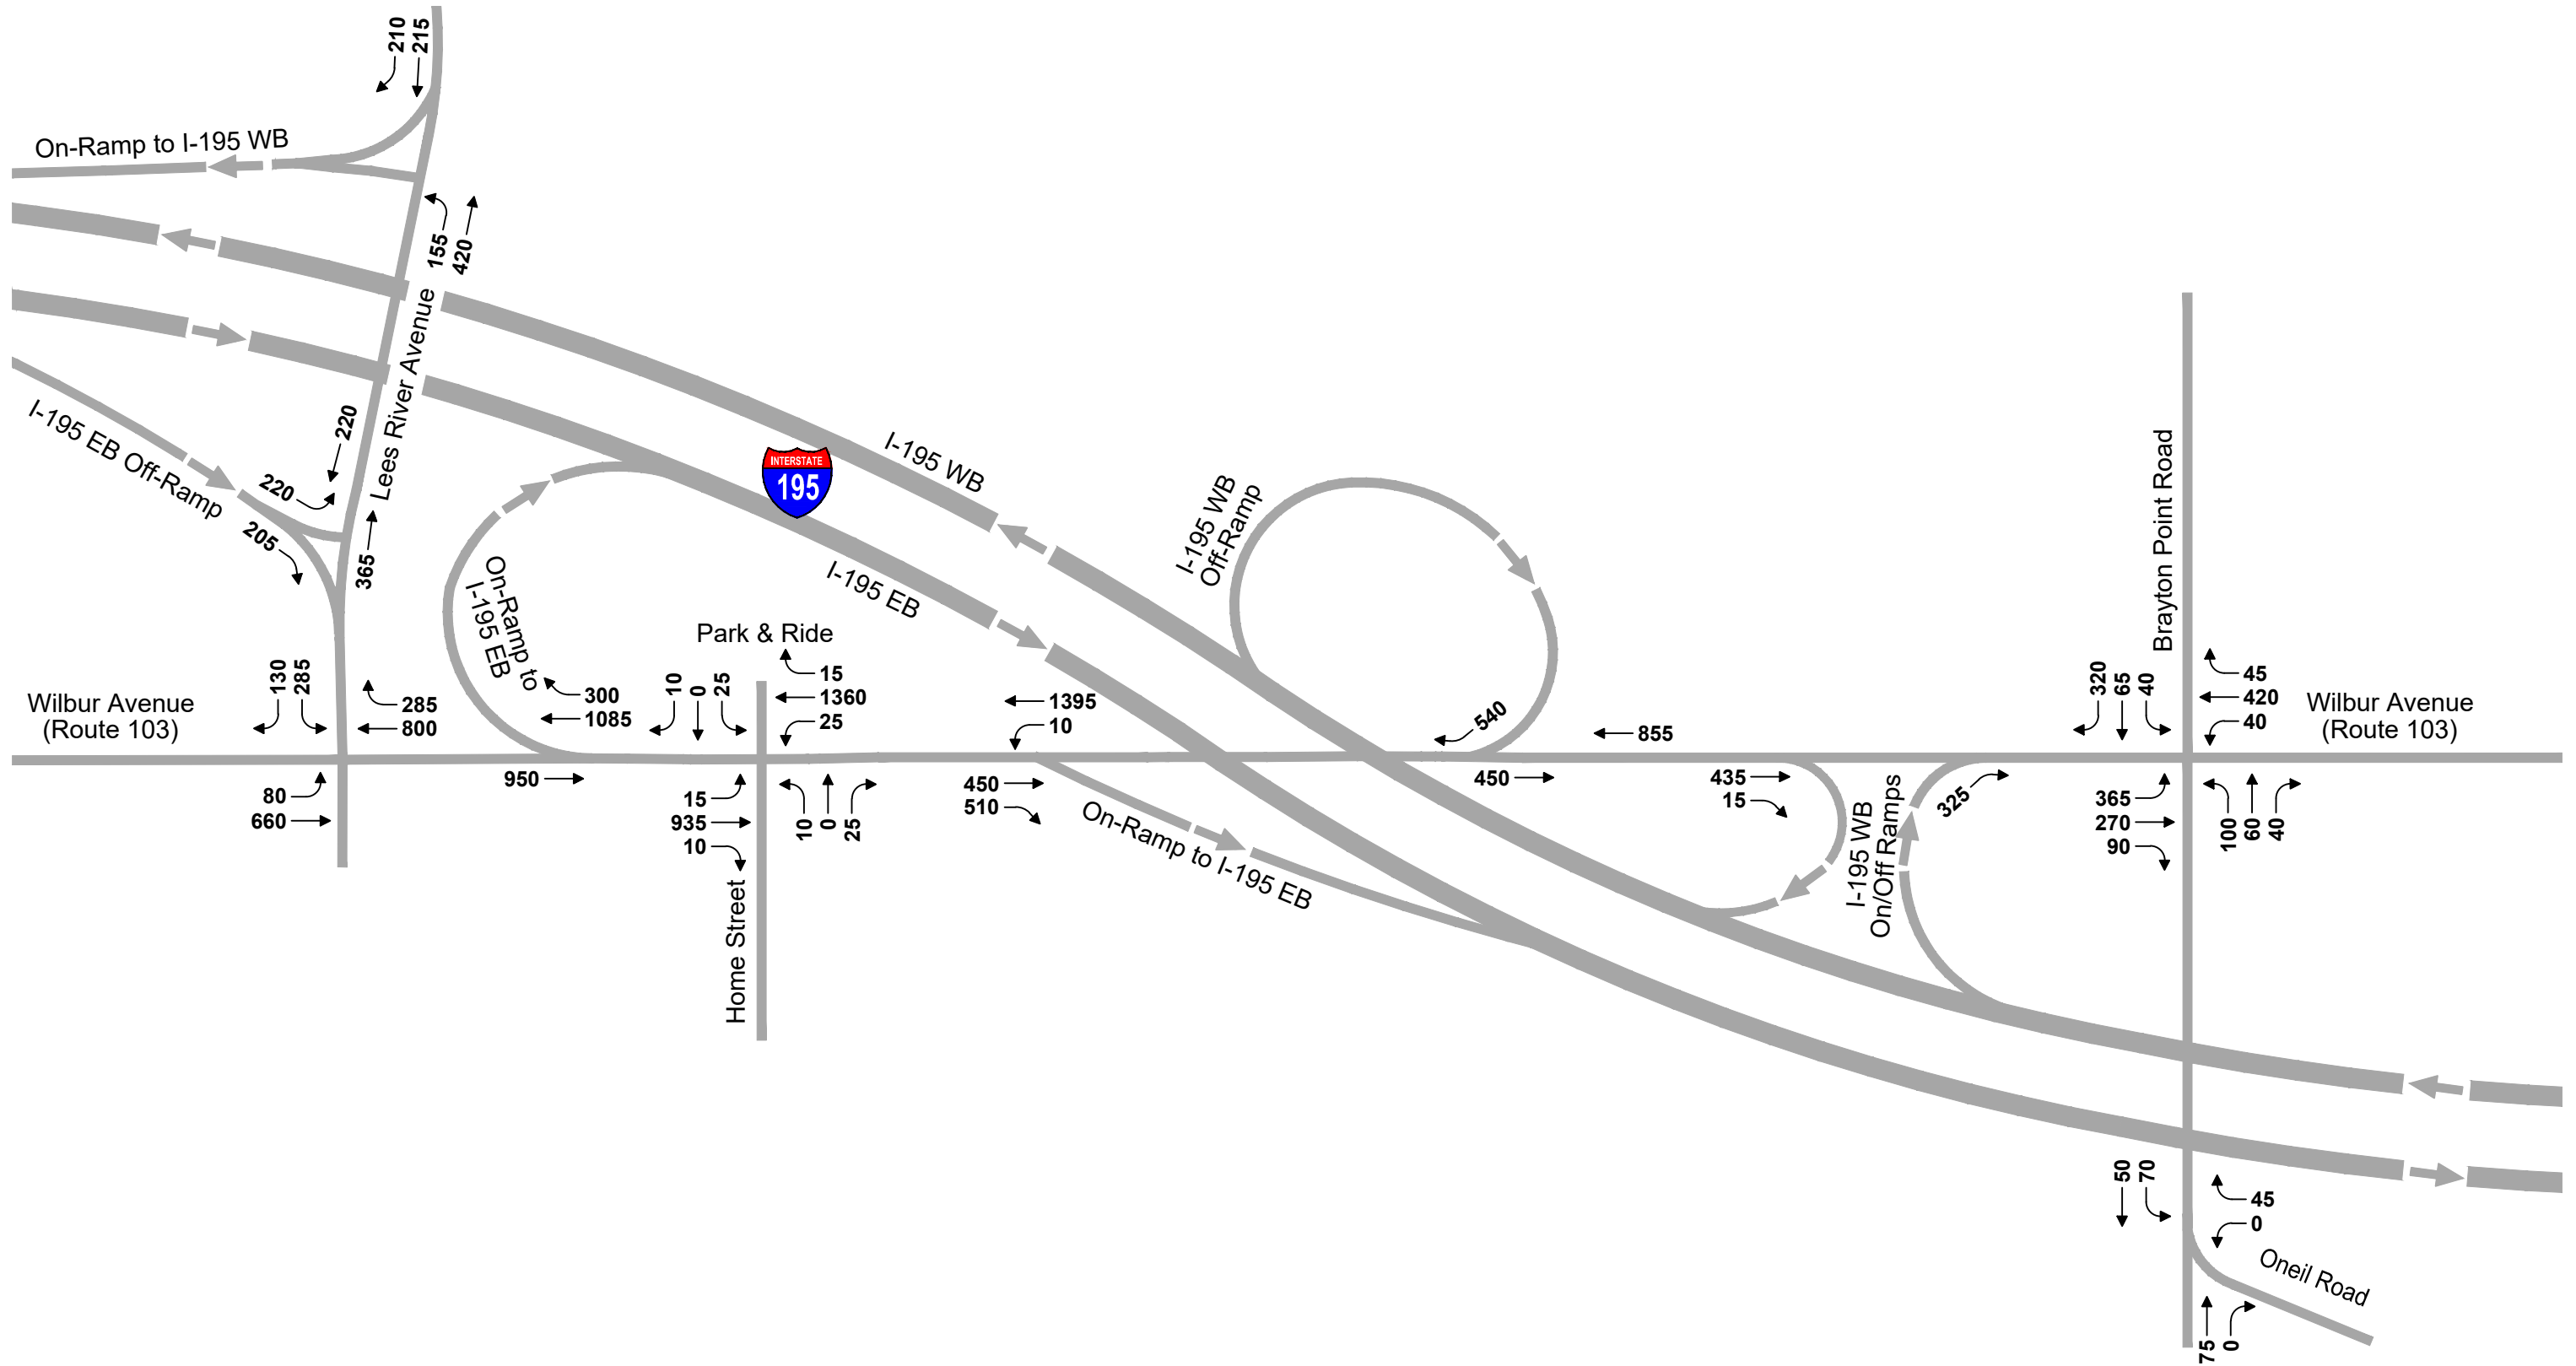 210
215
On-Ramp to I-195 WB
155
420
Lees River Avenue
I-195 EB Off-Ramp
220
220
205
365
I-195 WB
INTERSTATE
195
I-195 EB
I-195 WB
Off-Ramp
On-Ramp to
I-195 EB
Park & Ride
Brayton Point Road
130
285
285
800
300
1085
10
0
25
15
1360
25
1395
10
540
855
320
65
40
45
420
40
Wilbur Avenue
(Route 103)
Wilbur Avenue
(Route 103)
80
660
950
15
935
10
10
0
25
450
510
450
435
15
325
365
270
90
100
60
40
On-Ramp to I-195 EB
I-195 WB
On/Off Ramps
Home Street
50
70
45
0
Oneil Road
75
0